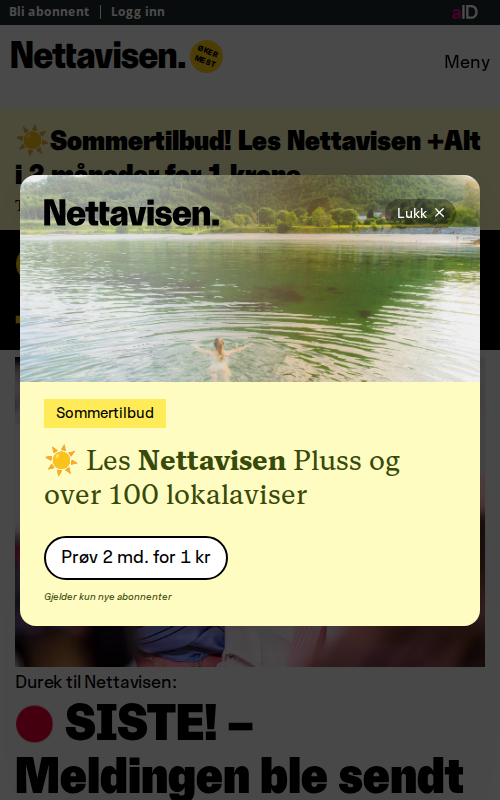 Bli abonnent | Logg inn
aID
Nettavisen.
ØKER MEST
Meny
☀️Sommertilbud! Les Nettavisen +Alt
i 2 måneder for 1 krone
Nettavisen.
Lukk ✕
Sommertilbud
☀️ Les Nettavisen Pluss og
over 100 lokalaviser
Prøv 2 md. for 1 kr
Gjelder kun nye abonnenter
Durek til Nettavisen:
🔴 SISTE! –
Meldingen ble sendt